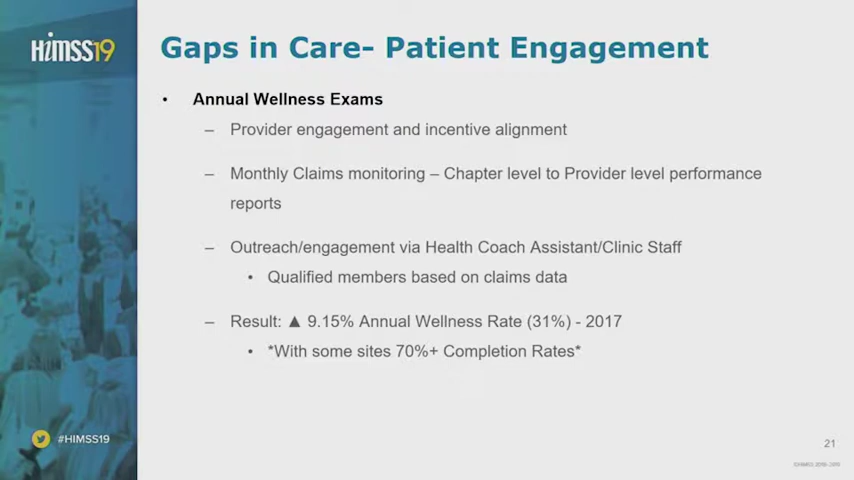 HiMSS19
Gaps in Care- Patient Engagement
• Annual Wellness Exams
– Provider engagement and incentive alignment
– Monthly Claims monitoring – Chapter level to Provider level performance
reports
– Outreach/engagement via Health Coach Assistant/Clinic Staff
• Qualified members based on claims data
– Result: ▲ 9.15% Annual Wellness Rate (31%) - 2017
• *With some sites 70%+ Completion Rates*
#HIMSS19
21